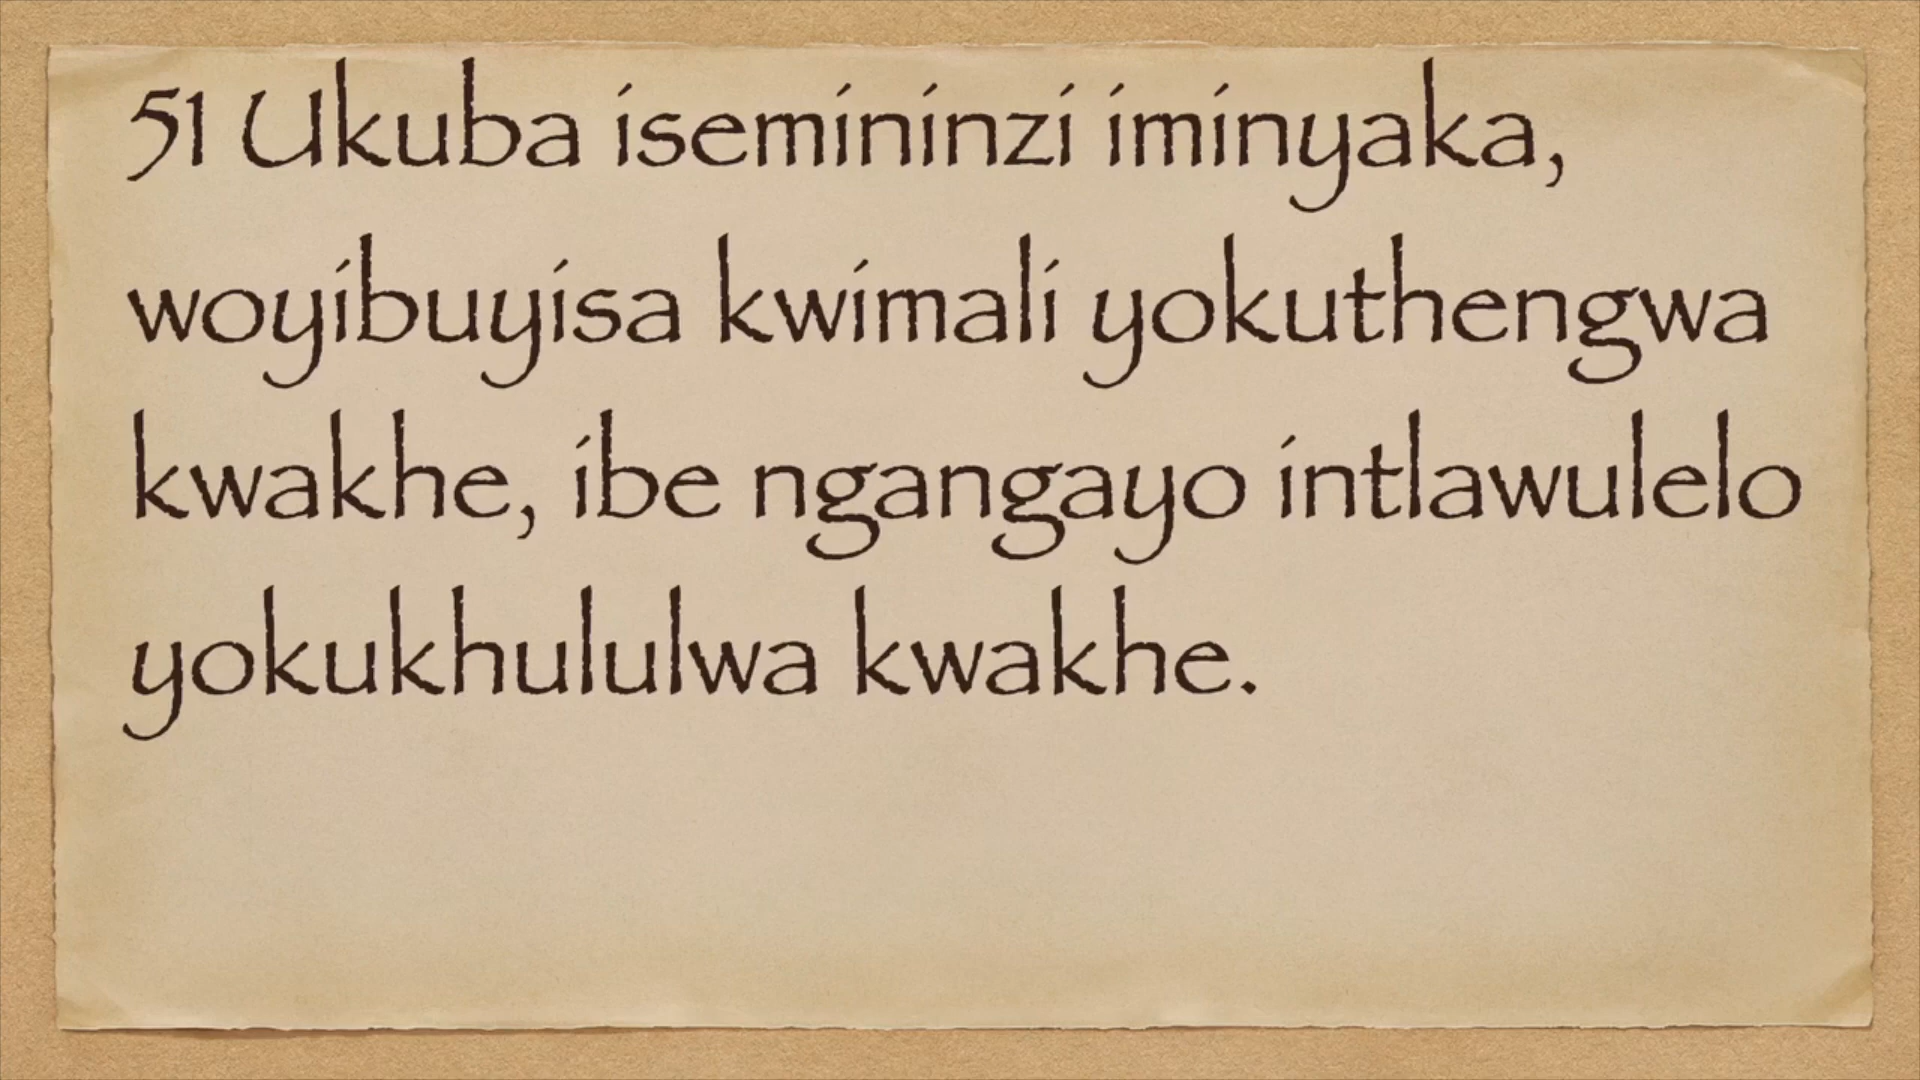 51 Ukuba isemininzi iminyaka,
woyibuyisa kwimali yokuthengwa
kwakhe, ibe ngangayo intlawulelo
yokukhululwa kwakhe.